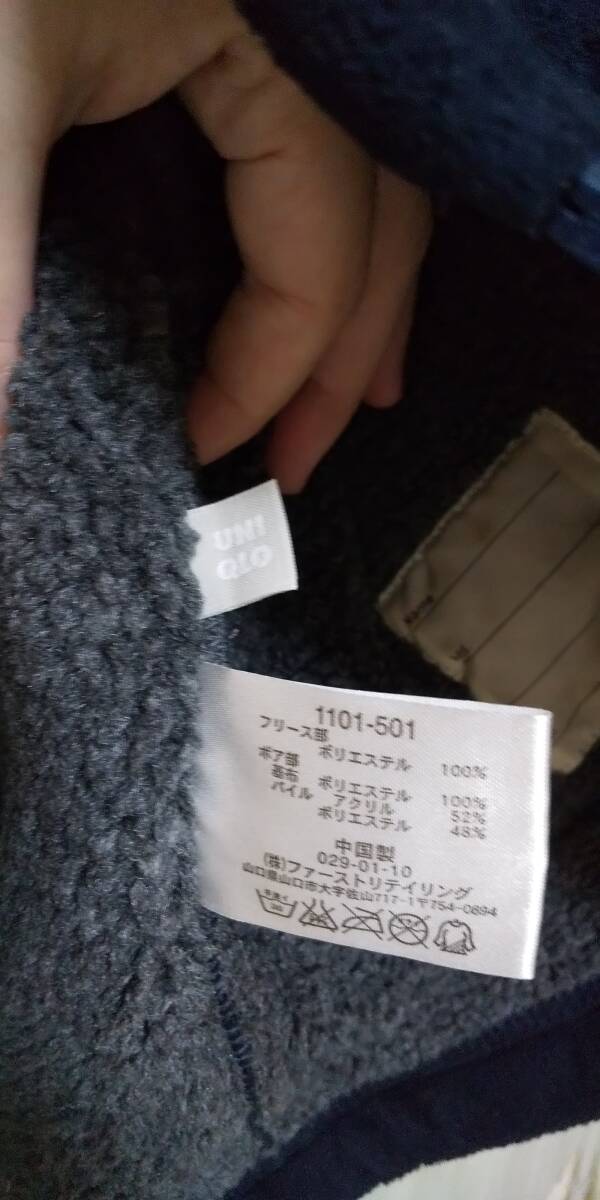 UNI
QLO
1101-501
フリース部
ポリエステル 100%
ボア部
基布 ポリエステル 100%
パイル アクリル 52%
ポリエステル 48%
中国製
029-01-10
(株)ファーストリテイリング
山口県山口市大字佐山717-1〒754-0894